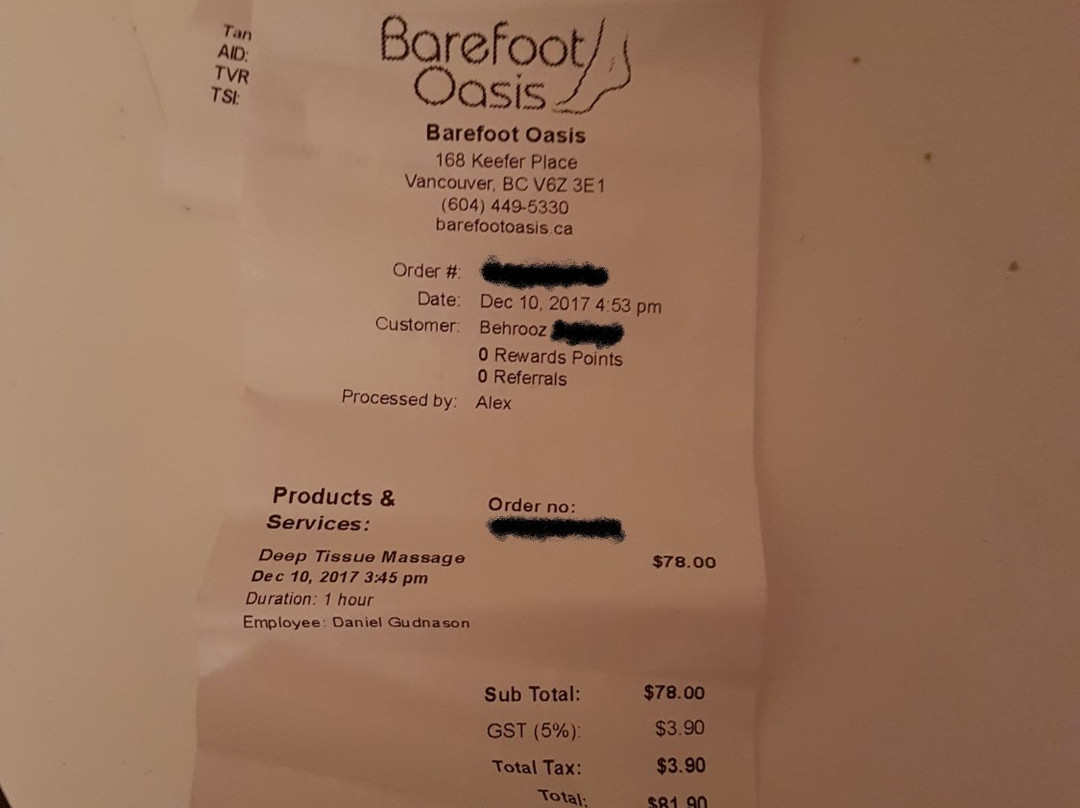 Tan
AID:
TVR
TSI:
Barefoot
Oasis
Barefoot Oasis
168 Keefer Place
Vancouver, BC V6Z 3E1
(604) 449-5330
barefootoasis.ca
Order #:
Date: Dec 10, 2017 4:53 pm
Customer: Behrooz
0 Rewards Points
0 Referrals
Processed by: Alex
Products &
Services:
Order no:
Deep Tissue Massage $78.00
Dec 10, 2017 3:45 pm
Duration: 1 hour
Employee: Daniel Gudnason
Sub Total: $78.00
GST (5%): $3.90
Total Tax: $3.90
Total: $81.90